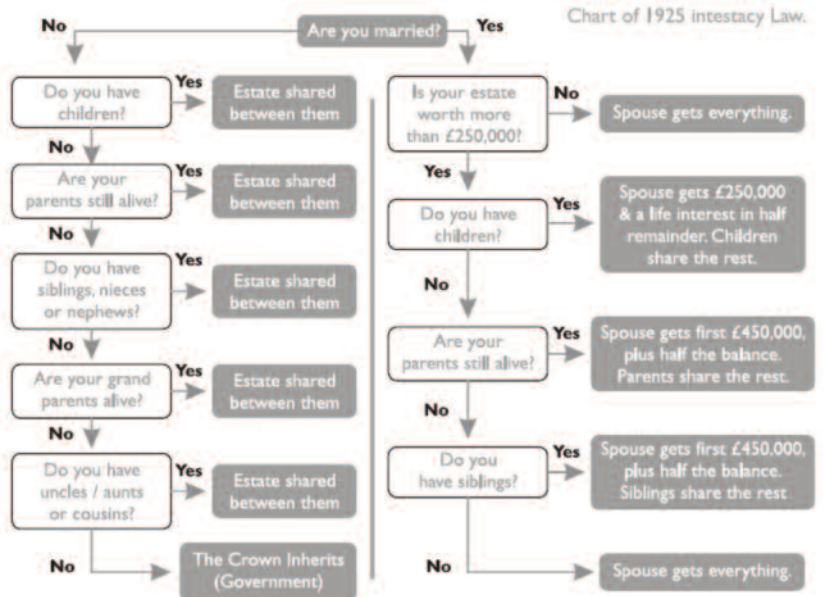 Chart of 1925 intestacy Law.
No
Are you married?
Yes
Do you have
children?
Yes
Estate shared
between them
No
Are your
parents still alive?
Yes
Estate shared
between them
No
Do you have
siblings, nieces
or nephews?
Yes
Estate shared
between them
No
Are your grand
parents alive?
Yes
Estate shared
between them
No
Do you have
uncles / aunts
or cousins?
Yes
Estate shared
between them
No
The Crown Inherits
(Government)
Is your estate
worth more
than £250,000?
No
Spouse gets everything.
Yes
Do you have
children?
Yes
Spouse gets £250,000
& a life interest in half
remainder. Children
share the rest.
No
Are your
parents still alive?
Yes
Spouse gets first £450,000,
plus half the balance.
Parents share the rest.
No
Do you
have siblings?
Yes
Spouse gets first £450,000,
plus half the balance.
Siblings share the rest
No
Spouse gets everything.